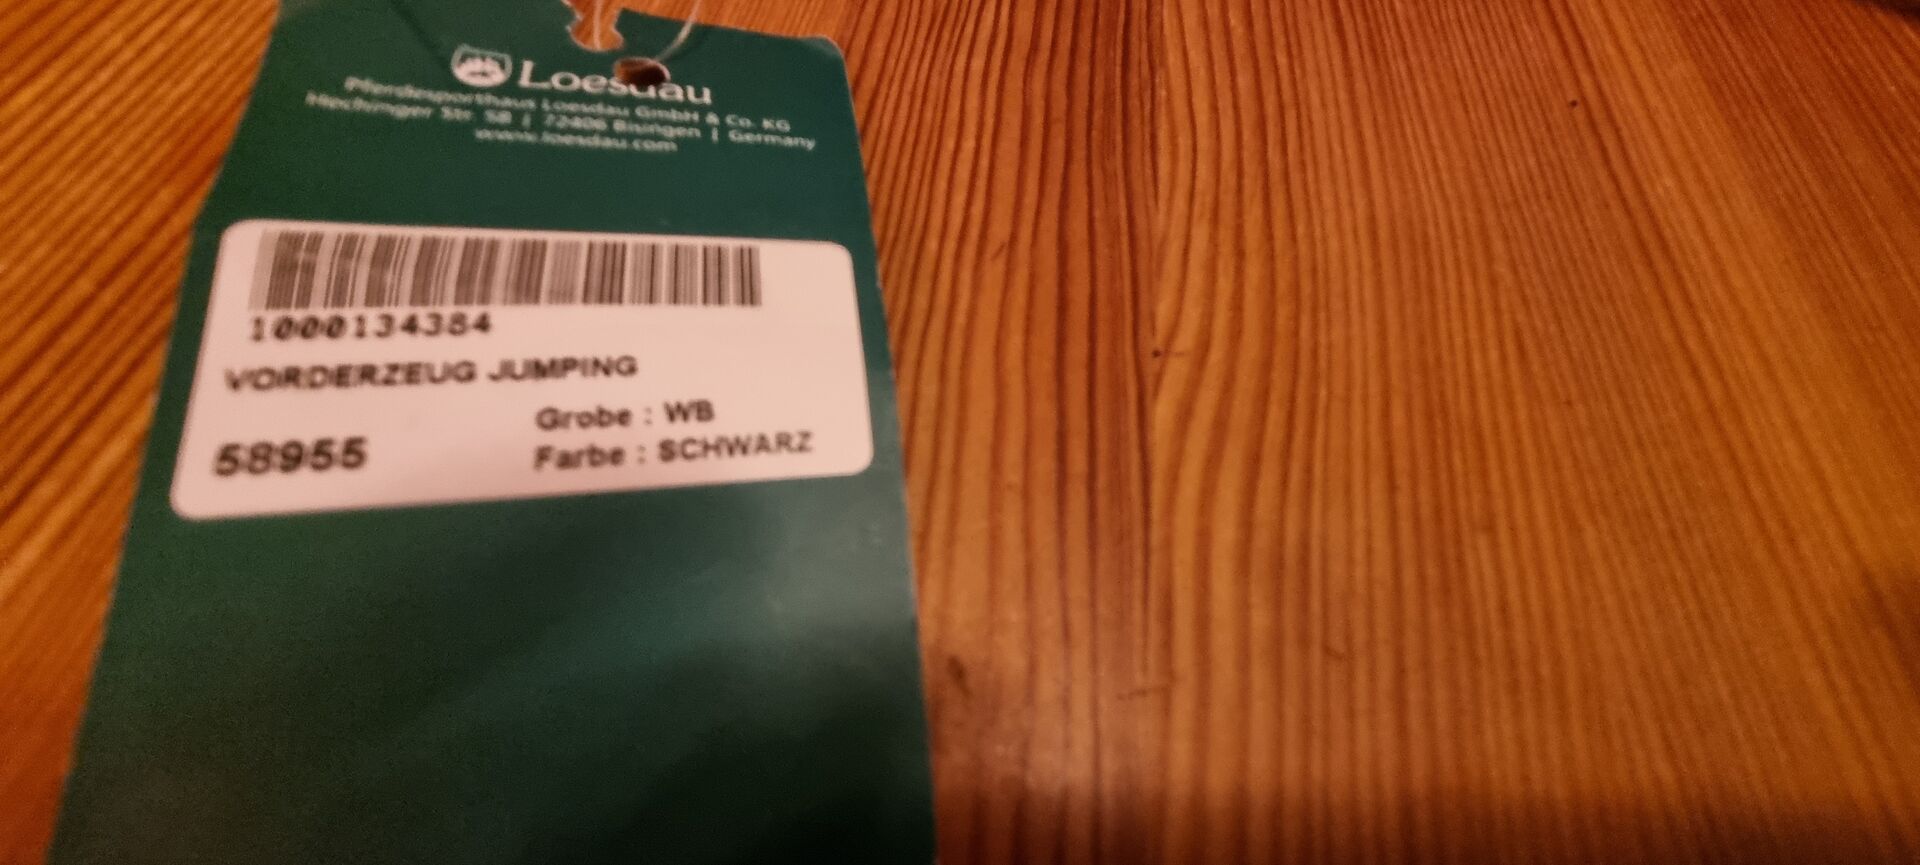 Loesdau
Pferdesporthaus Loesdau GmbH & Co. KG
Hechinger Str. 58 | 72406 Bisingen | Germany
www.loesdau.com
1000134384
VORDERZEUG JUMPING
Grobe : WB
58955
Farbe : SCHWARZ